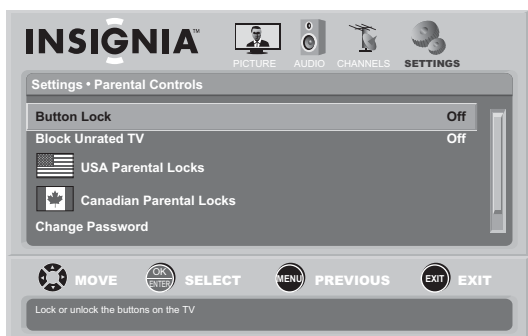 INSIGNIA™
PICTURE AUDIO CHANNELS SETTINGS
Settings • Parental Controls
Button Lock Off
Block Unrated TV Off
USA Parental Locks
Canadian Parental Locks
Change Password
MOVE OK ENTER SELECT MENU PREVIOUS EXIT EXIT
Lock or unlock the buttons on the TV